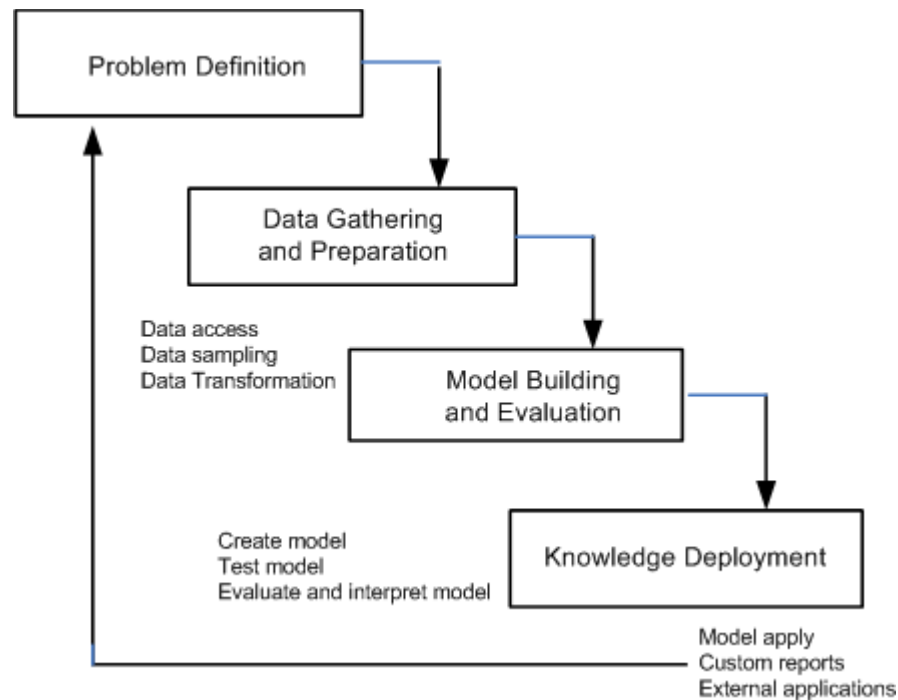 Problem Definition
Data Gathering
and Preparation
Data access
Data sampling
Data Transformation
Model Building
and Evaluation
Create model
Test model
Evaluate and interpret model
Knowledge Deployment
Model apply
Custom reports
External applications